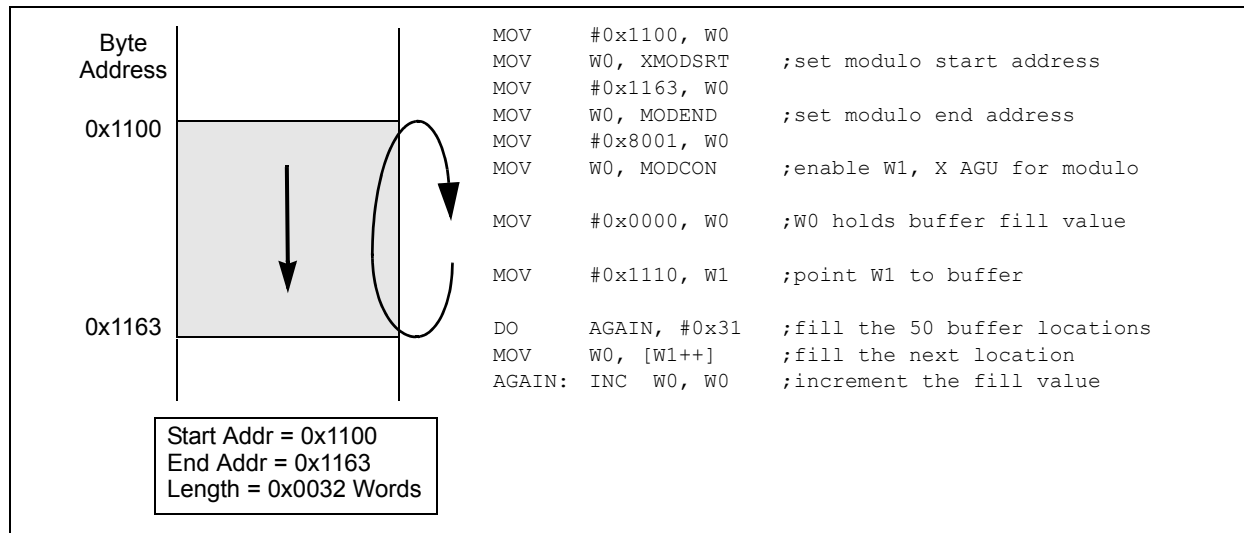 Byte
Address
0x1100
0x1163
Start Addr = 0x1100
End Addr = 0x1163
Length = 0x0032 Words
MOV #0x1100, W0
MOV W0, XMODSRT ;set modulo start address
MOV #0x1163, W0
MOV W0, MODEND ;set modulo end address
MOV #0x8001, W0
MOV W0, MODCON ;enable W1, X AGU for modulo
MOV #0x0000, W0 ;W0 holds buffer fill value
MOV #0x1110, W1 ;point W1 to buffer
DO AGAIN, #0x31 ;fill the 50 buffer locations
MOV W0, [W1++] ;fill the next location
AGAIN: INC W0, W0 ;increment the fill value